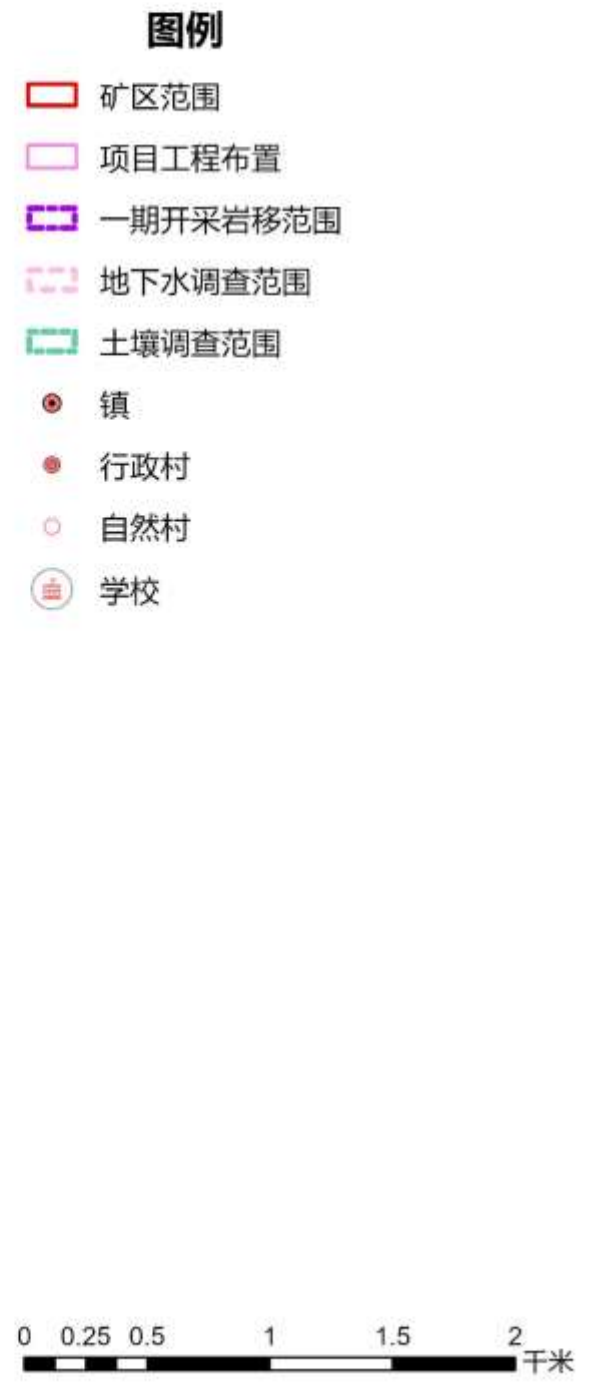 图例
矿区范围
项目工程布置
一期开采岩移范围
地下水调查范围
土壤调查范围
镇
行政村
自然村
学校
0 0.25 0.5 1 1.5 2
千米